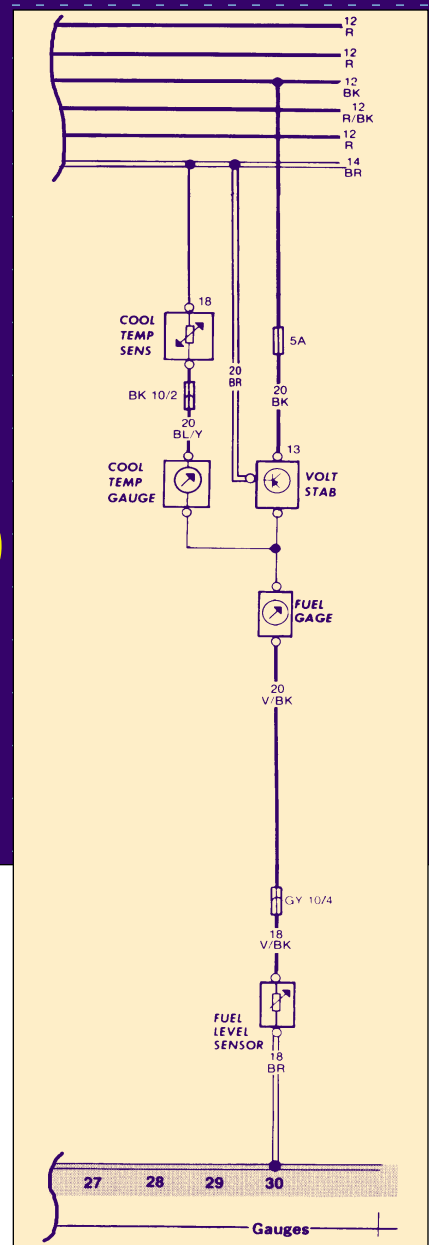 12
R
12
R
12
BK
12
R/BK
12
R
14
BR
18
COOL
TEMP
SENS
5A
BK 10/2
20
BR
20
BK
20
BL/Y
13
COOL
TEMP
GAUGE
VOLT
STAB
FUEL
GAGE
20
V/BK
GY 10/4
18
V/BK
FUEL
LEVEL
SENSOR
18
BR
27 28 29 30
Gauges